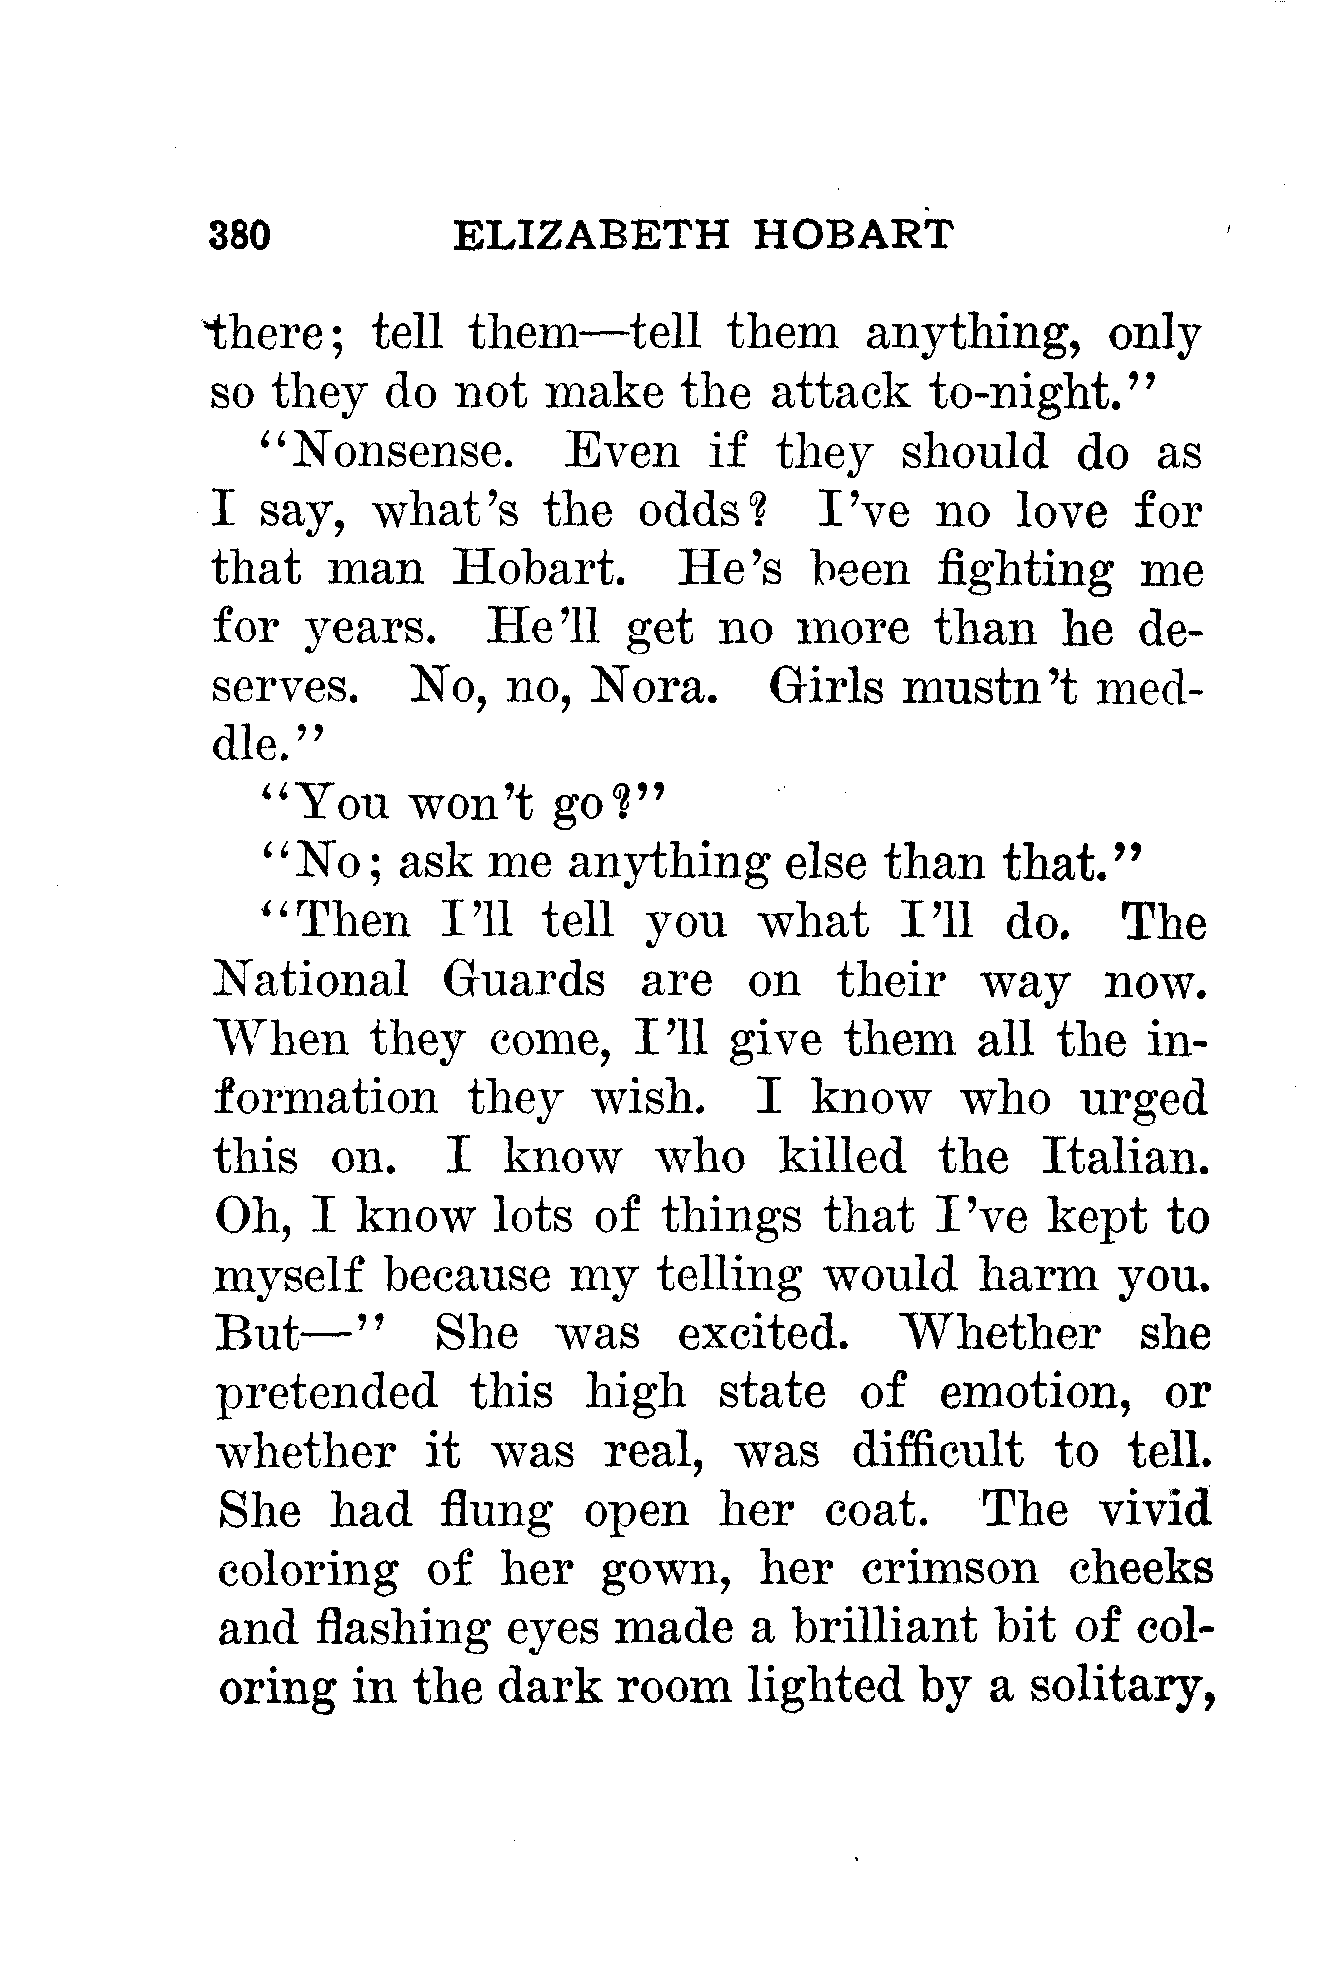 380 ELIZABETH HOBART
there; tell them—tell them anything, only
so they do not make the attack to-night."
"Nonsense. Even if they should do as
I say, what's the odds? I've no love for
that man Hobart. He's been fighting me
for years. He'll get no more than he de-
serves. No, no, Nora. Girls mustn't med-
dle."
"You won't go?"
"No; ask me anything else than that."
"Then I'll tell you what I'll do. The
National Guards are on their way now.
When they come, I'll give them all the in-
formation they wish. I know who urged
this on. I know who killed the Italian.
Oh, I know lots of things that I've kept to
myself because my telling would harm you.
But—" She was excited. Whether she
pretended this high state of emotion, or
whether it was real, was difficult to tell.
She had flung open her coat. The vivid
coloring of her gown, her crimson cheeks
and flashing eyes made a brilliant bit of col-
oring in the dark room lighted by a solitary,